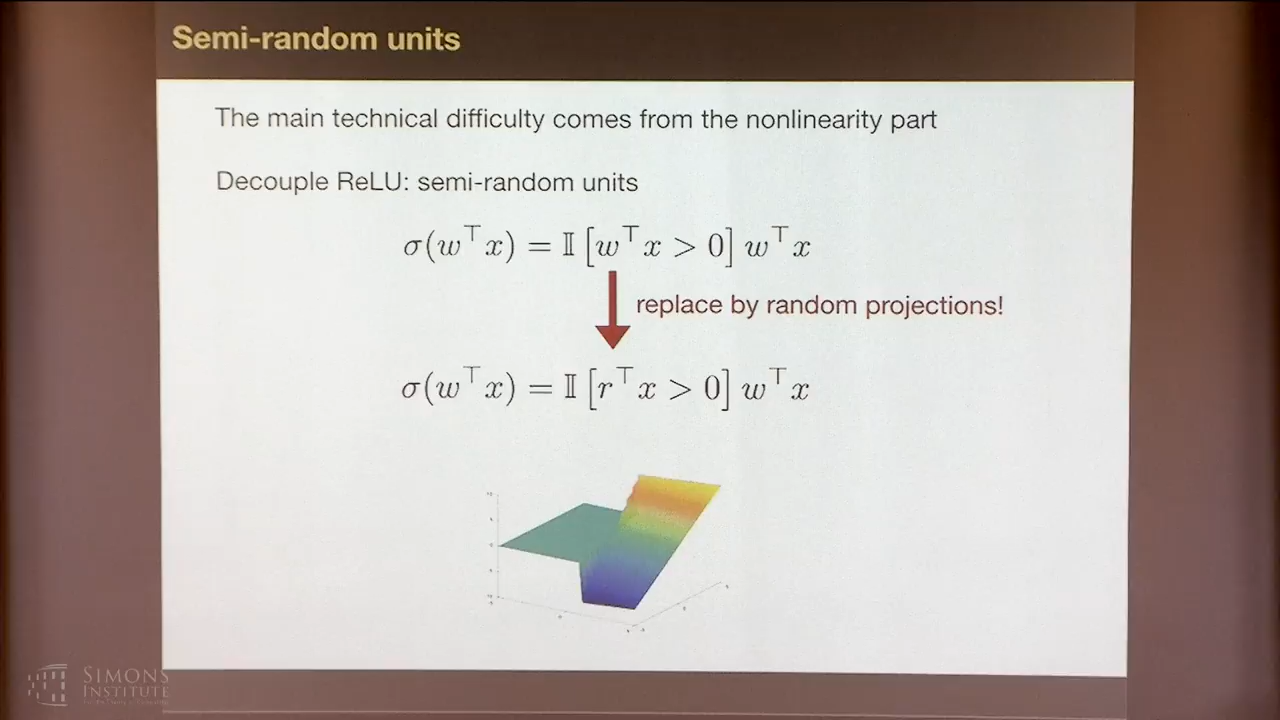 Semi-random units
The main technical difficulty comes from the nonlinearity part
Decouple ReLU: semi-random units
σ(w⊤x) = 𝕀 [w⊤x > 0] w⊤x
replace by random projections!
σ(w⊤x) = 𝕀 [r⊤x > 0] w⊤x
SIMONS
INSTITUTE